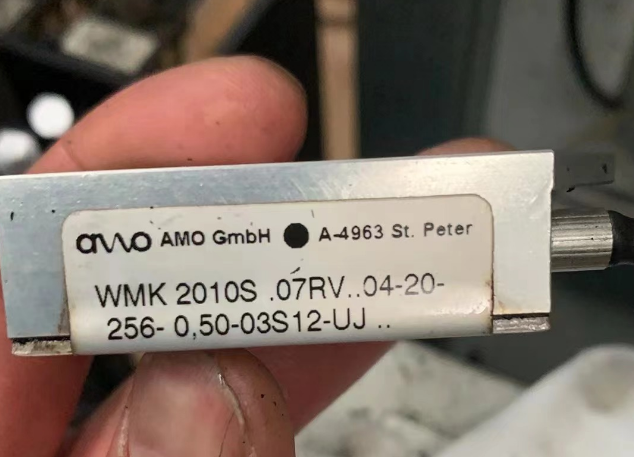 amo AMO GmbH ● A-4963 St. Peter
WMK 2010S .07RV..04-20-
256- 0,50-03S12-UJ ..